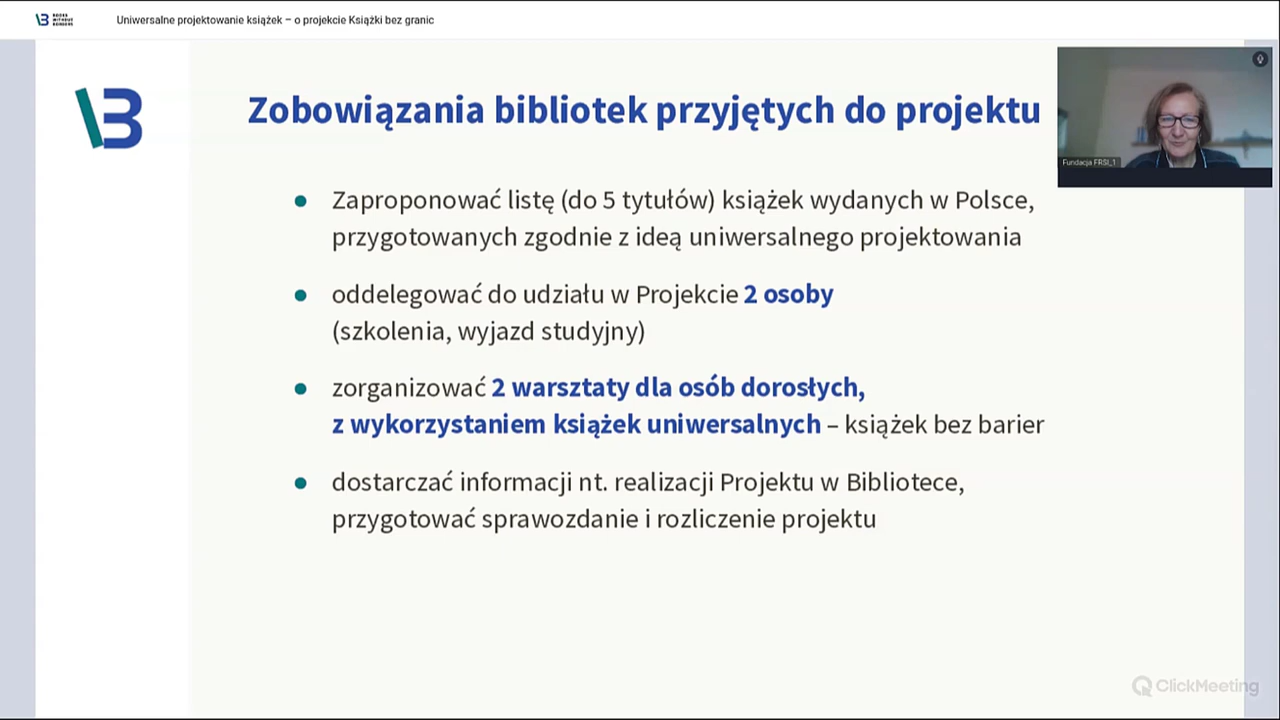 BOOKS
WITHOUT
BORDERS
Uniwersalne projektowanie książek – o projekcie Książki bez granic
Zobowiązania bibliotek przyjętych do projektu
Fundacja FRSI_1
● Zaproponować listę (do 5 tytułów) książek wydanych w Polsce,
przygotowanych zgodnie z ideą uniwersalnego projektowania
● oddelegować do udziału w Projekcie 2 osoby
(szkolenia, wyjazd studyjny)
● zorganizować 2 warsztaty dla osób dorosłych,
z wykorzystaniem książek uniwersalnych – książek bez barier
● dostarczać informacji nt. realizacji Projektu w Bibliotece,
przygotować sprawozdanie i rozliczenie projektu
ClickMeeting